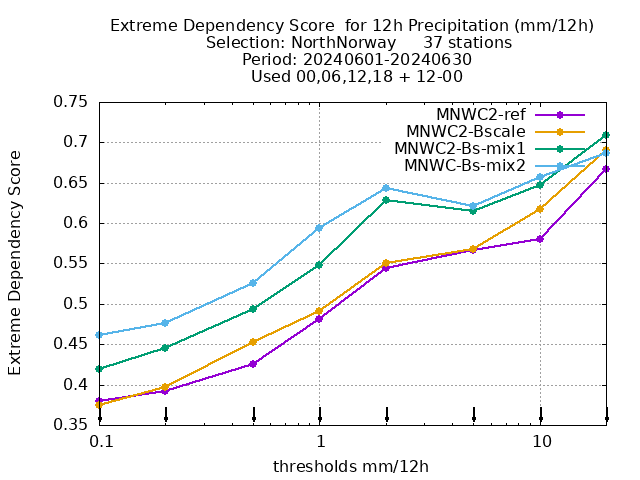 Extreme Dependency Score  for 12h Precipitation (mm/12h)
Selection: NorthNorway     37 stations
Period: 20240601-20240630
Used 00,06,12,18 + 12-00
MNWC2-ref
MNWC2-Bscale
MNWC2-Bs-mix1
MNWC-Bs-mix2
Extreme Dependency Score
0.75
0.7
0.65
0.6
0.55
0.5
0.45
0.4
0.35
0.1 1 10
thresholds mm/12h